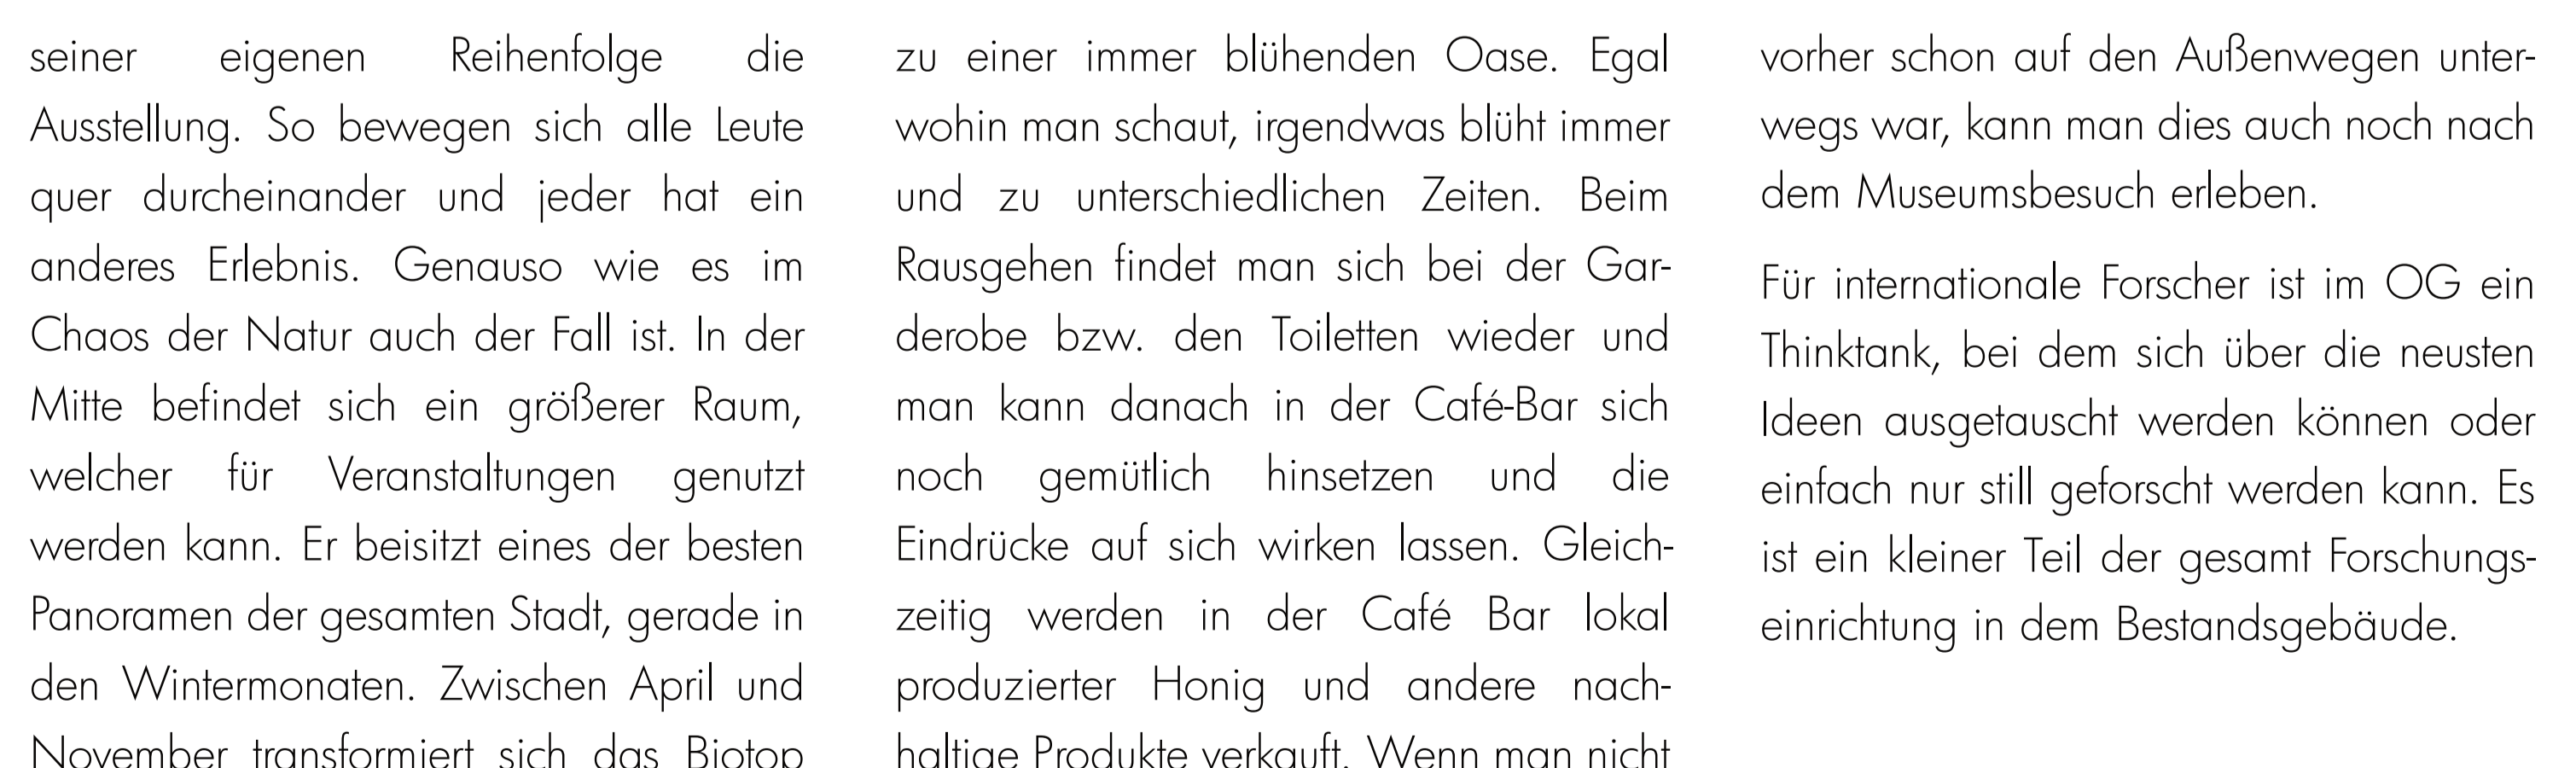 seiner eigenen Reihenfolge die
Ausstellung. So bewegen sich alle Leute
quer durcheinander und jeder hat ein
anderes Erlebnis. Genauso wie es im
Chaos der Natur auch der Fall ist. In der
Mitte befindet sich ein größerer Raum,
welcher für Veranstaltungen genutzt
werden kann. Er beisitzt eines der besten
Panoramen der gesamten Stadt, gerade in
den Wintermonaten. Zwischen April und
November transformiert sich das Biotop
zu einer immer blühenden Oase. Egal
wohin man schaut, irgendwas blüht immer
und zu unterschiedlichen Zeiten. Beim
Rausgehen findet man sich bei der Gar-
derobe bzw. den Toiletten wieder und
man kann danach in der Café-Bar sich
noch gemütlich hinsetzen und die
Eindrücke auf sich wirken lassen. Gleich-
zeitig werden in der Café Bar lokal
produzierter Honig und andere nach-
haltige Produkte verkauft. Wenn man nicht
vorher schon auf den Außenwegen unter-
wegs war, kann man dies auch noch nach
dem Museumsbesuch erleben.
Für internationale Forscher ist im OG ein
Thinktank, bei dem sich über die neusten
Ideen ausgetauscht werden können oder
einfach nur still geforscht werden kann. Es
ist ein kleiner Teil der gesamt Forschungs-
einrichtung in dem Bestandsgebäude.